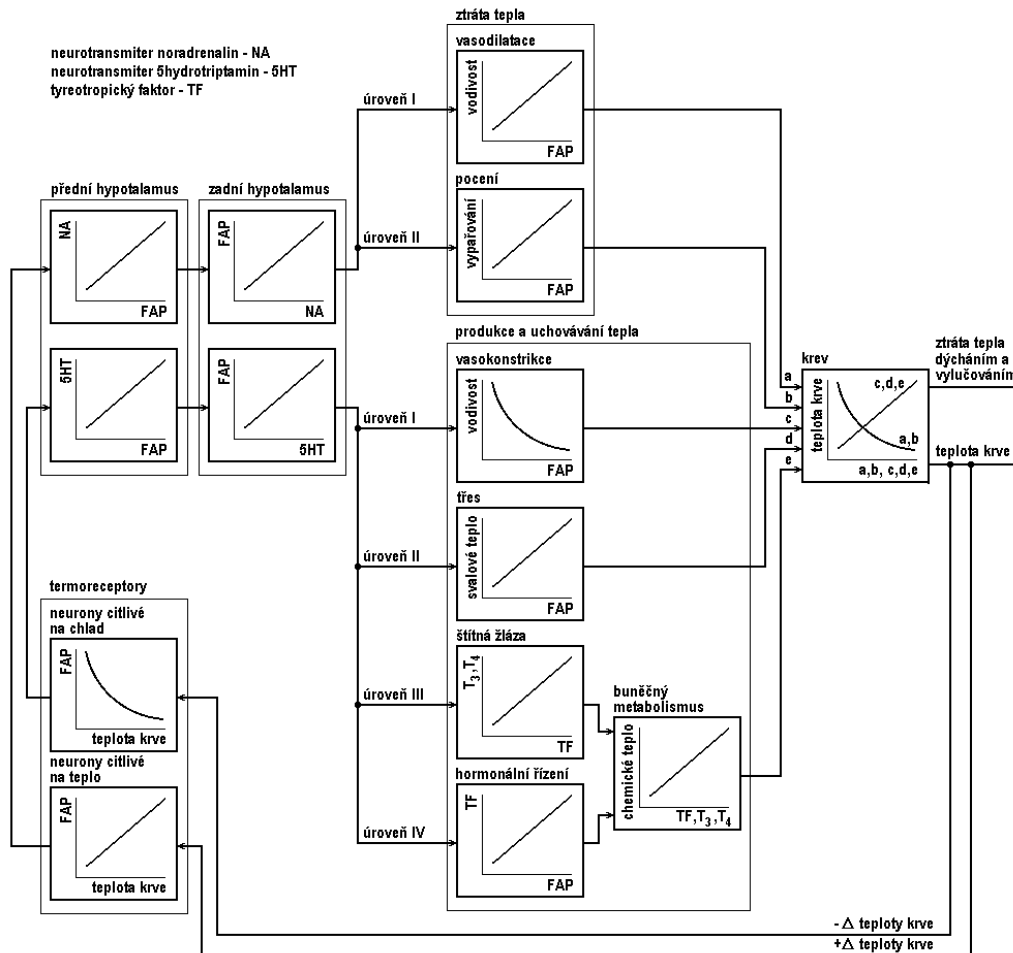 neurotransmiter noradrenalin - NA
neurotransmiter 5hydrotriptamin - 5HT
tyreotropický faktor - TF
ztráta tepla
vasodilatace
vodivost
FAP
úroveň I
pocení
vypařování
FAP
úroveň II
přední hypotalamus
NA
FAP
5HT
FAP
zadní hypotalamus
FAP
NA
FAP
5HT
produkce a uchovávání tepla
vasokonstrikce
vodivost
FAP
úroveň I
třes
svalové teplo
FAP
úroveň II
štítná žláza
T3,T4
TF
úroveň III
hormonální řízení
TF
FAP
úroveň IV
buněčný
metabolismus
chemické teplo
TF,T3,T4
krev
a
b
c
d
e
teplota krve
c,d,e
a,b
a,b, c,d,e
ztráta tepla
dýcháním a
vylučováním
teplota krve
termoreceptory
neurony citlivé
na chlad
FAP
teplota krve
neurony citlivé
na teplo
FAP
teplota krve
- Δ teploty krve
+Δ teploty krve